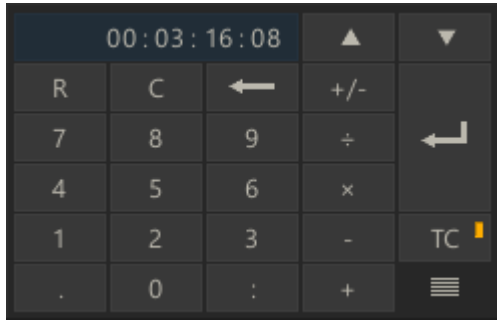 00:03:16:08 ▲ ▼
R C ← +/-
7 8 9 ÷
4 5 6 ×
1 2 3 - TC
. 0 : +